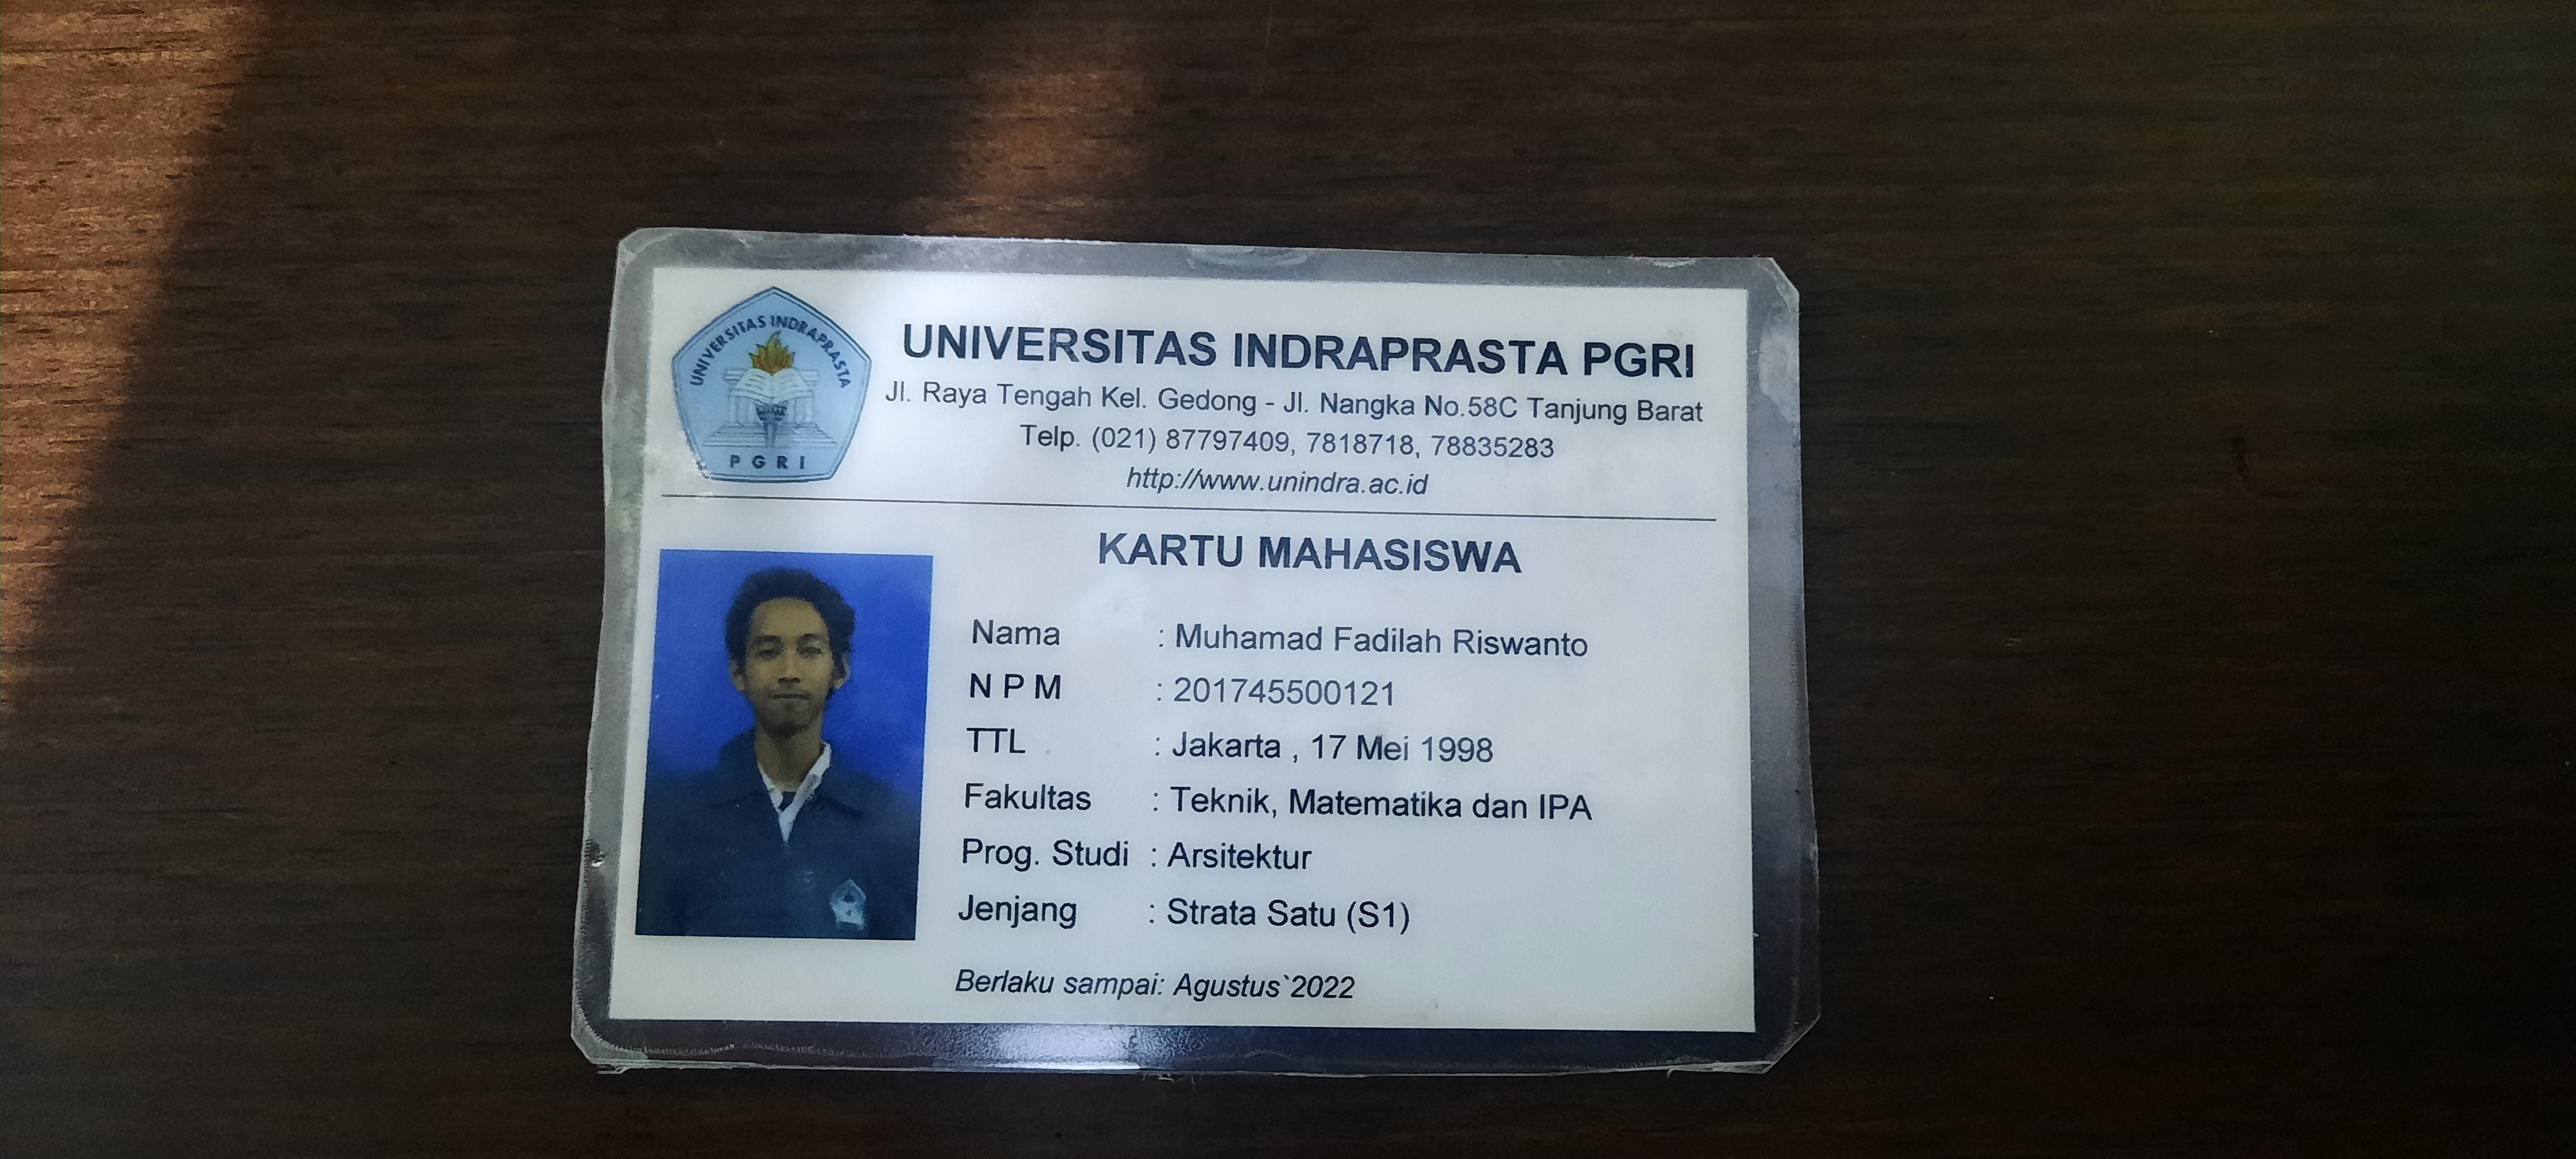 UNIVERSITAS INDRAPRASTA
PGRI
UNIVERSITAS INDRAPRASTA PGRI
Jl. Raya Tengah Kel. Gedong - Jl. Nangka No.58C Tanjung Barat
Telp. (021) 87797409, 7818718, 78835283
http://www.unindra.ac.id
KARTU MAHASISWA
Nama : Muhamad Fadilah Riswanto
N P M : 201745500121
TTL : Jakarta , 17 Mei 1998
Fakultas : Teknik, Matematika dan IPA
Prog. Studi : Arsitektur
Jenjang : Strata Satu (S1)
Berlaku sampai: Agustus`2022